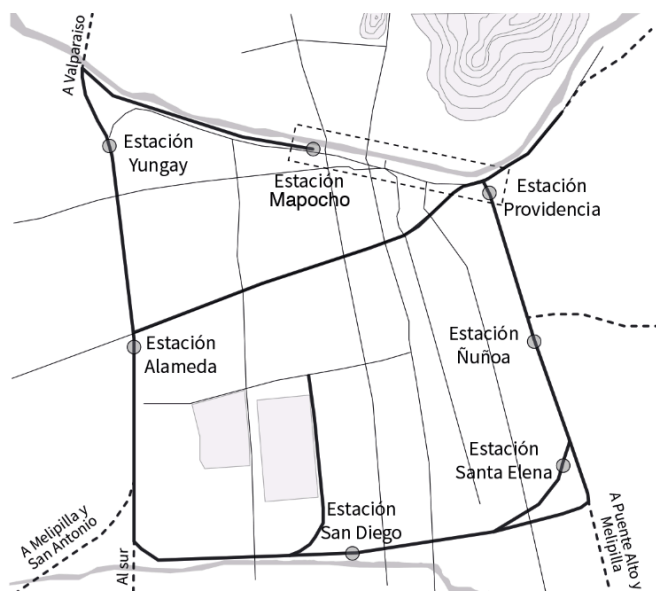 A Valparaiso
Estación
Yungay
Estación
Mapocho
Estación
Providencia
Estación
Alameda
Estación
Ñuñoa
Estación
Santa Elena
Estación
San Diego
A Melipilla y
San Antonio
Al sur
A Puente Alto y
Melipilla